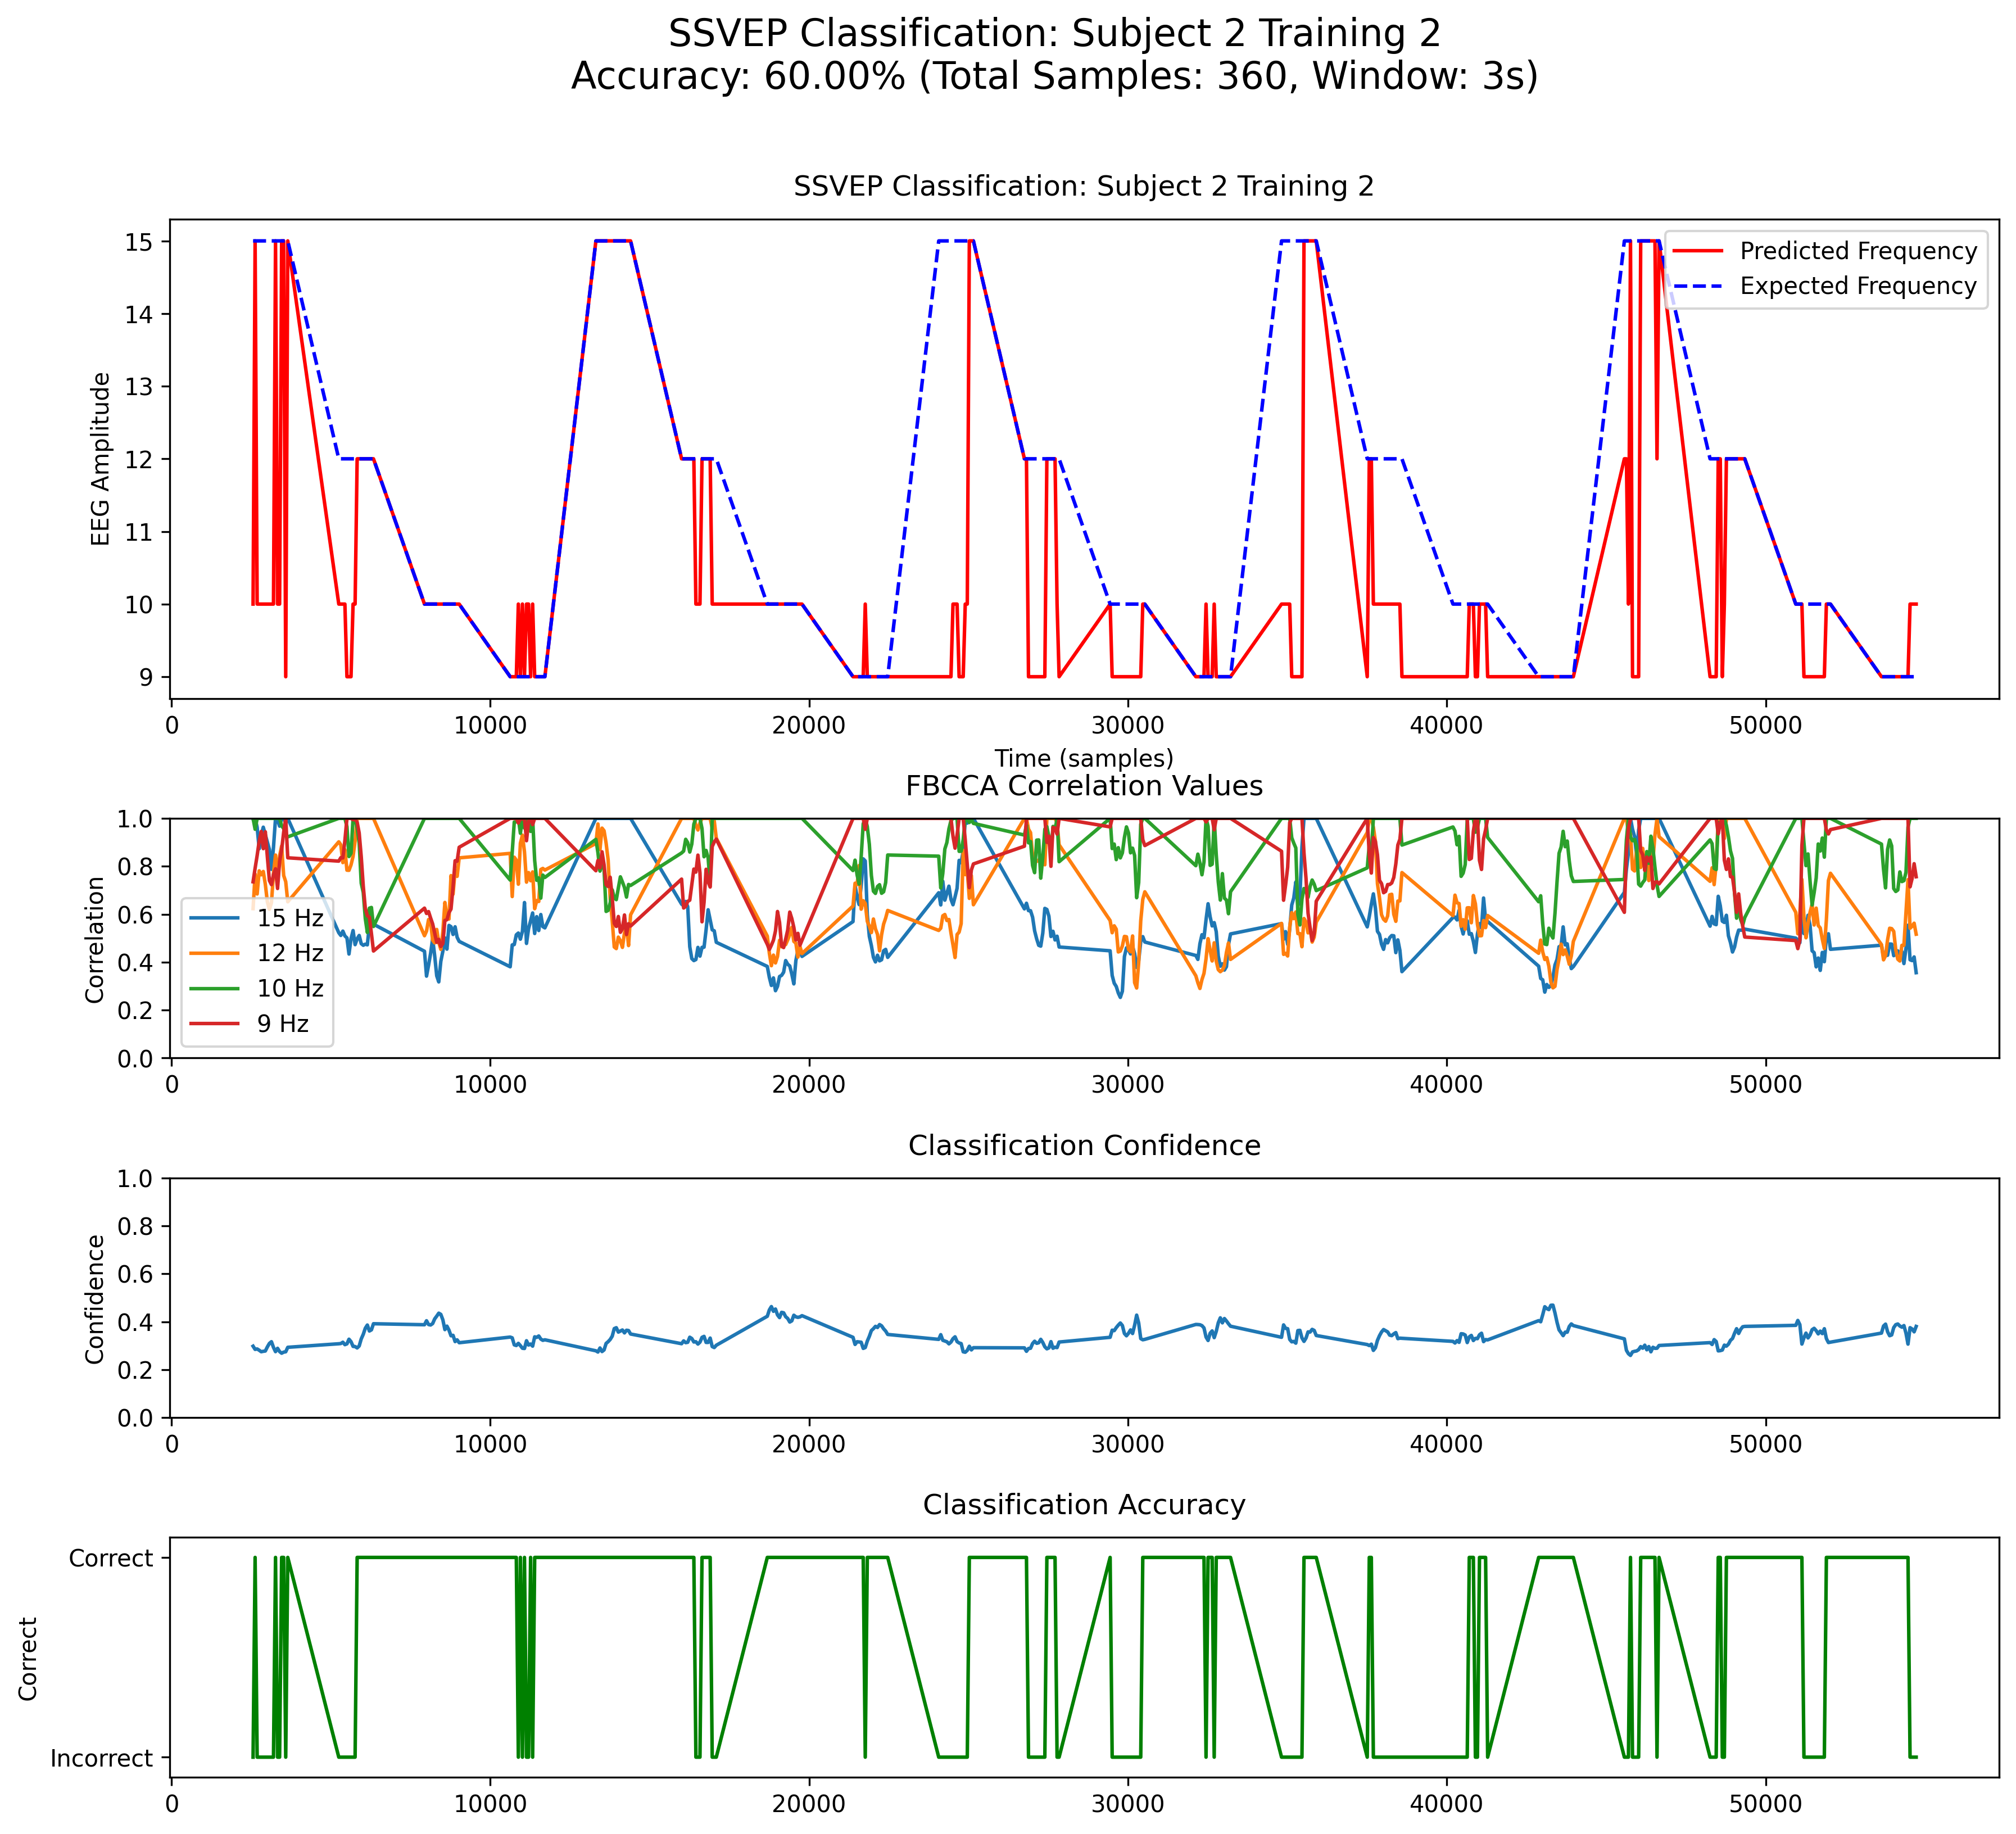 SSVEP Classification: Subject 2 Training 2
Accuracy: 60.00% (Total Samples: 360, Window: 3s)
SSVEP Classification: Subject 2 Training 2
EEG Amplitude
15
14
13
12
11
10
9
Predicted Frequency
Expected Frequency
0 10000 20000 30000 40000 50000
Time (samples)
FBCCA Correlation Values
Correlation
1.0
0.8
0.6
0.4
0.2
0.0
15 Hz
12 Hz
10 Hz
9 Hz
0 10000 20000 30000 40000 50000
Classification Confidence
Confidence
1.0
0.8
0.6
0.4
0.2
0.0
0 10000 20000 30000 40000 50000
Classification Accuracy
Correct
Correct
Incorrect
0 10000 20000 30000 40000 50000